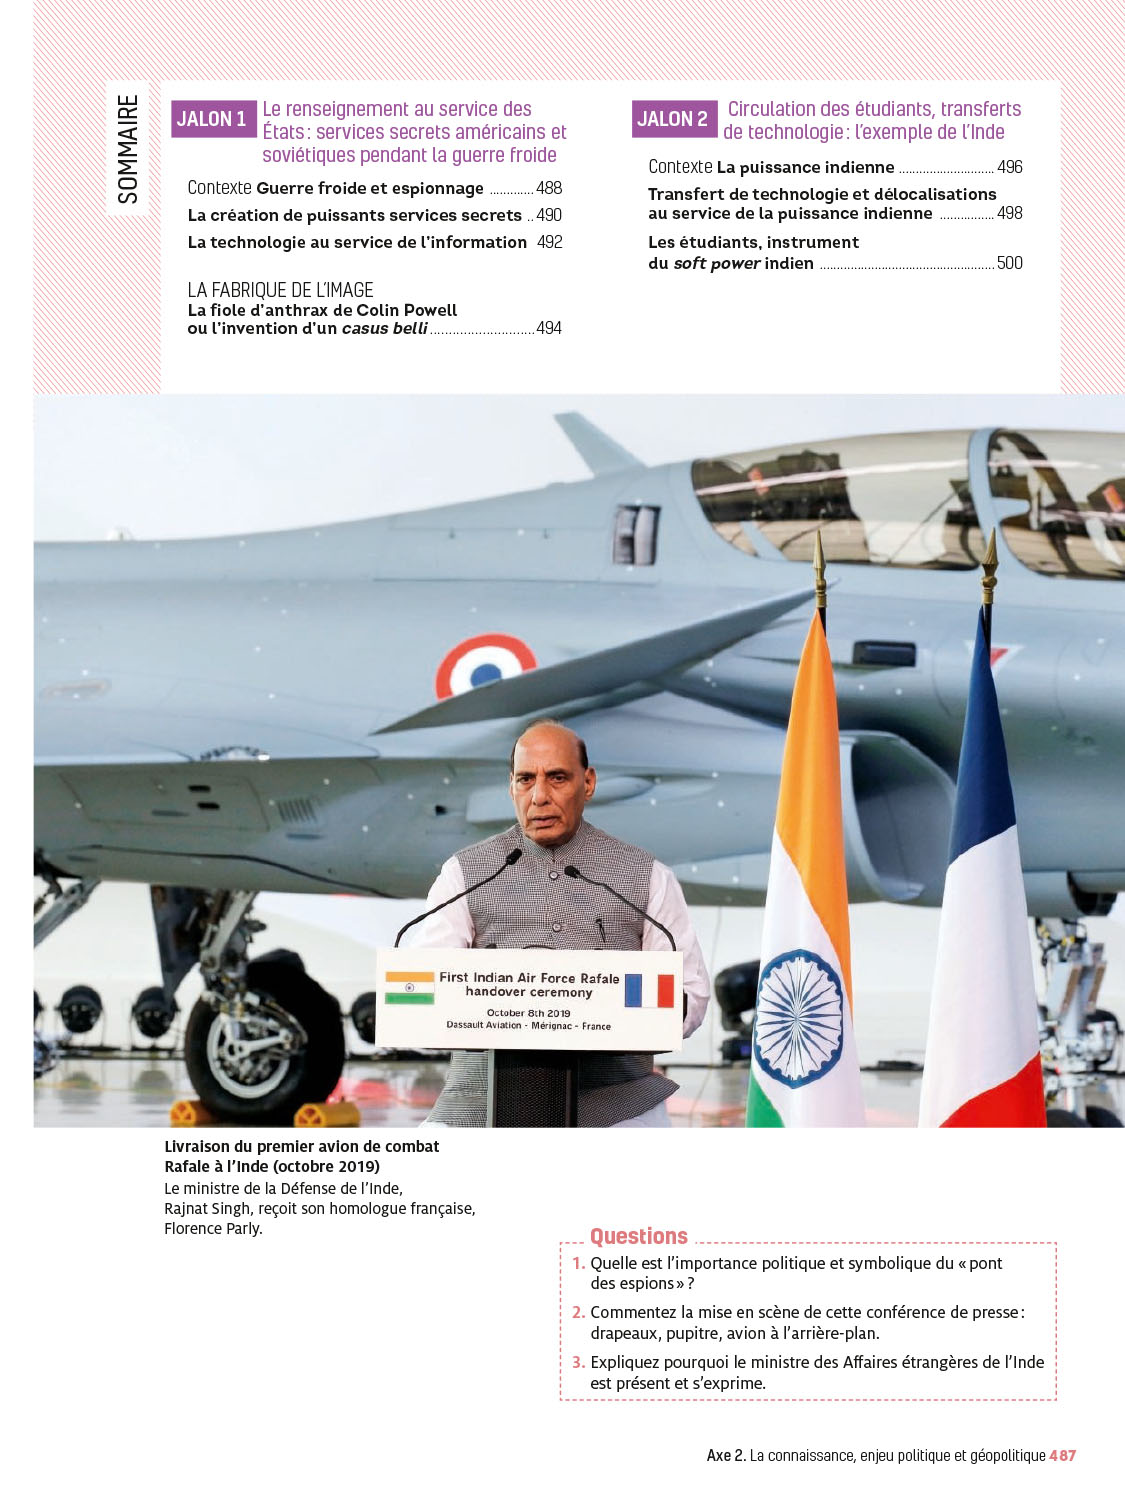 SOMMAIRE
JALON 1
Le renseignement au service des
États : services secrets américains et
soviétiques pendant la guerre froide
Contexte Guerre froide et espionnage ............. 488
La création de puissants services secrets .. 490
La technologie au service de l'information 492
LA FABRIQUE DE L'IMAGE
La fiole d'anthrax de Colin Powell
ou l'invention d'un casus belli ............................ 494
JALON 2
Circulation des étudiants, transferts
de technologie : l'exemple de l'Inde
Contexte La puissance indienne ............................. 496
Transfert de technologie et délocalisations
au service de la puissance indienne ................ 498
Les étudiants, instrument
du soft power indien .................................................... 500
First Indian Air Force Rafale
handover ceremony
October 8th 2019
Dassault Aviation - Mérignac - France
Livraison du premier avion de combat
Rafale à l'Inde (octobre 2019)
Le ministre de la Défense de l'Inde,
Rajnat Singh, reçoit son homologue française,
Florence Parly.
Questions
1. Quelle est l'importance politique et symbolique du « pont
des espions » ?
2. Commentez la mise en scène de cette conférence de presse :
drapeaux, pupitre, avion à l'arrière-plan.
3. Expliquez pourquoi le ministre des Affaires étrangères de l'Inde
est présent et s'exprime.
Axe 2. La connaissance, enjeu politique et géopolitique 487